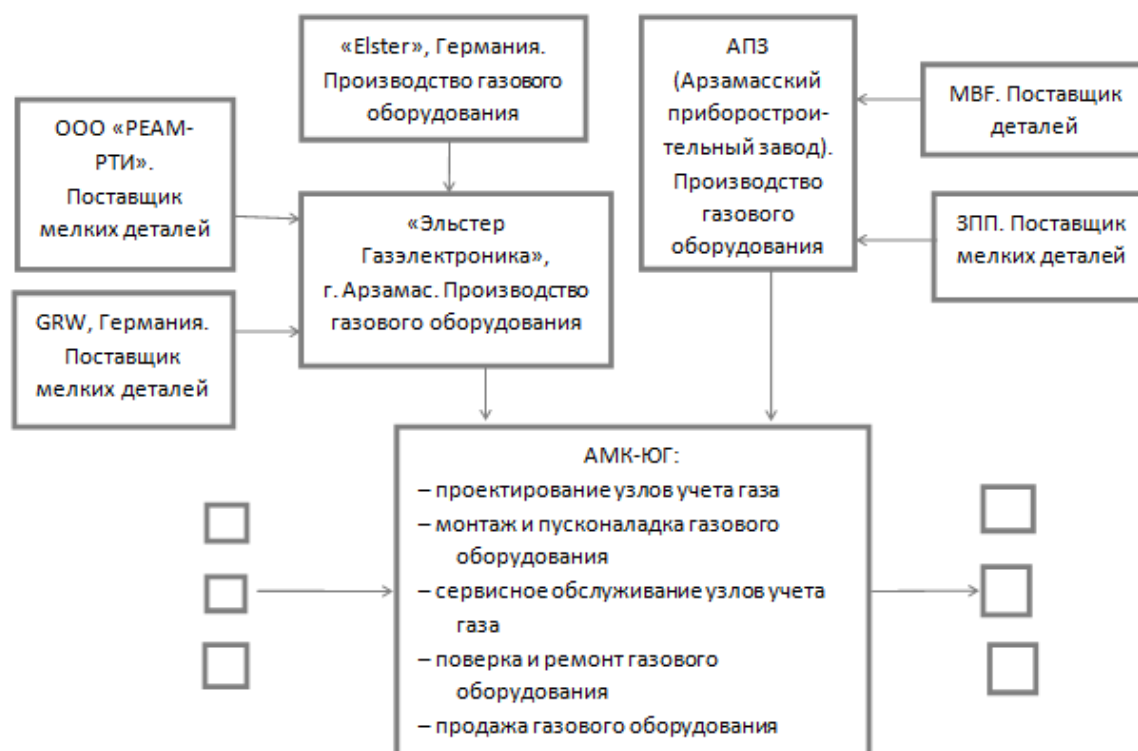 «Elster», Германия.
Производство газового
оборудования
АПЗ
(Арзамасский
приборострои-
тельный завод).
Производство
газового
оборудования
MBF. Поставщик
деталей
ООО «РЕАМ-
РТИ».
Поставщик
мелких деталей
«Эльстер
Газэлектроника»,
г. Арзамас. Производство
газового оборудования
ЗПП. Поставщик
мелких деталей
GRW, Германия.
Поставщик
мелких деталей
АМК-ЮГ:
– проектирование узлов учета газа
– монтаж и пусконаладка газового
оборудования
– сервисное обслуживание узлов учета
газа
– поверка и ремонт газового
оборудования
– продажа газового оборудования